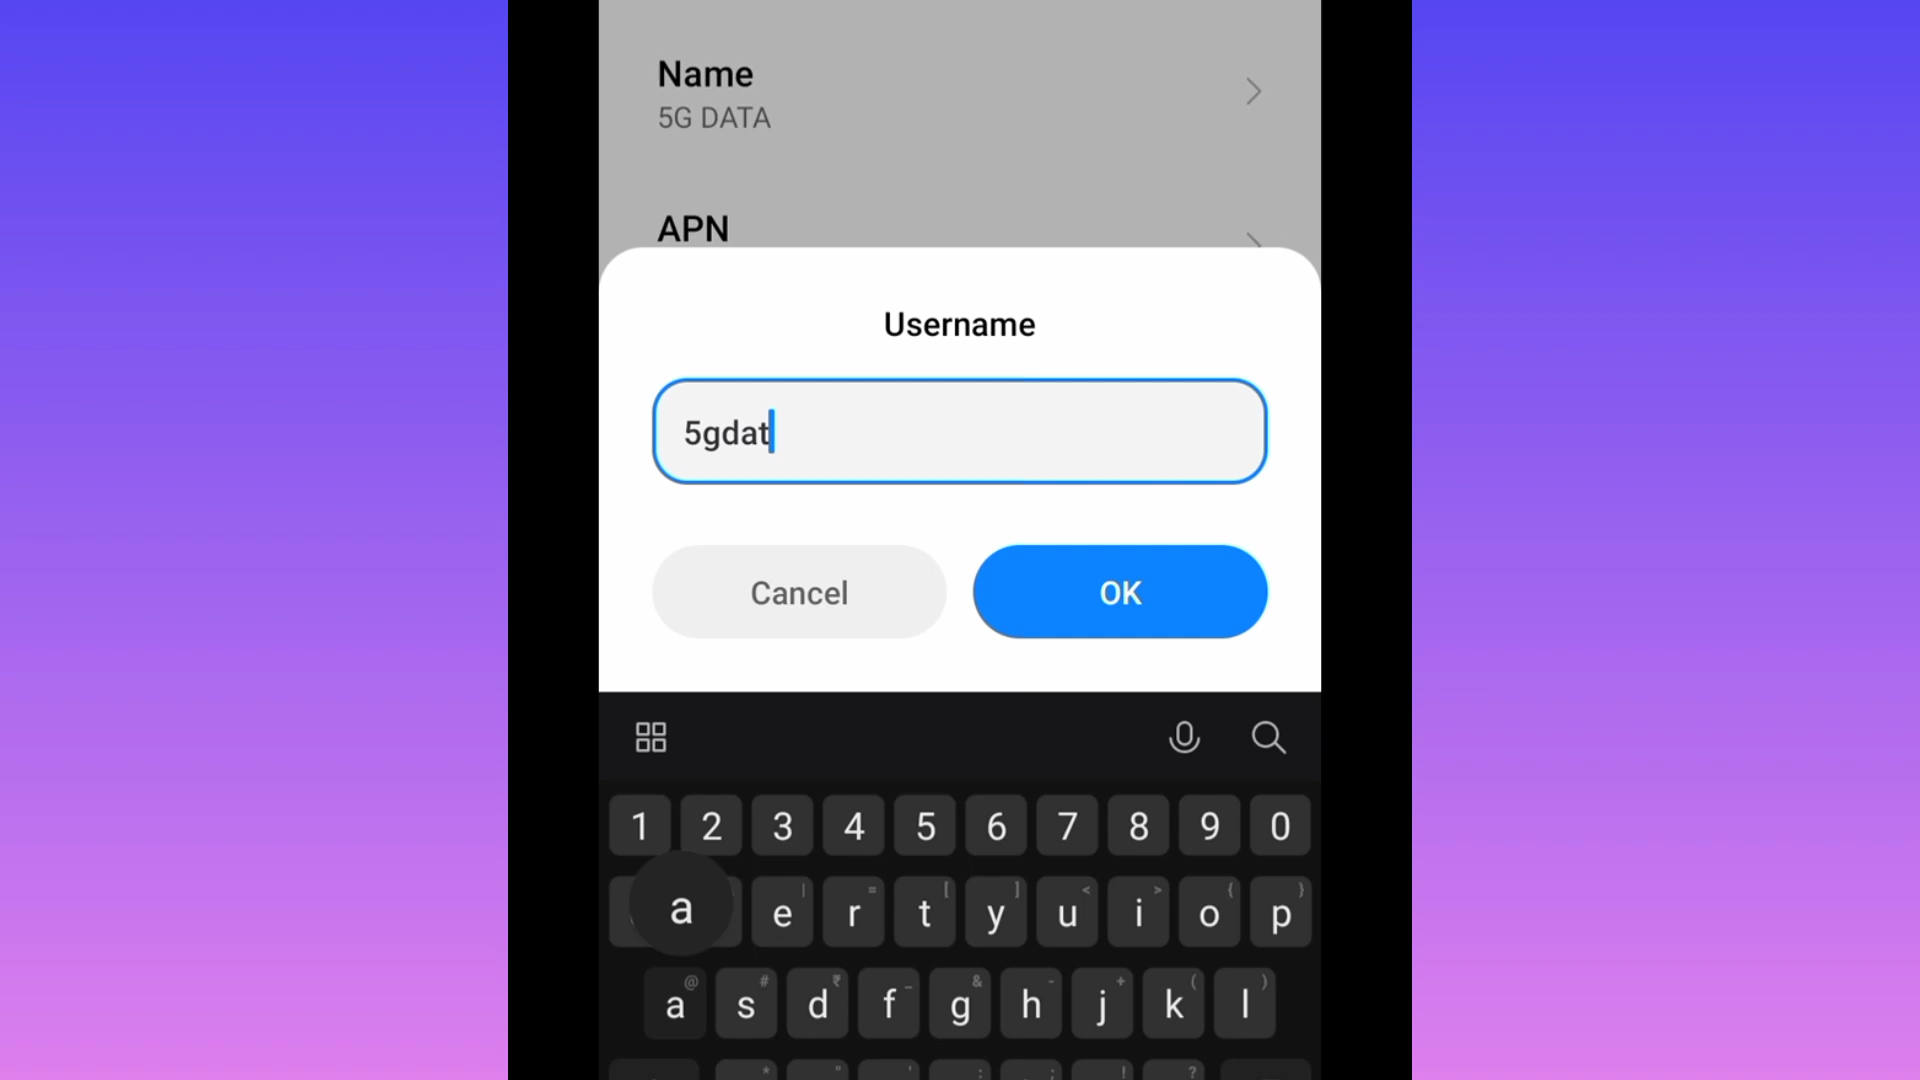 Name
5G DATA
APN
Username
5gdat
Cancel
OK
1 2 3 4 5 6 7 8 9 0
a
| = [ ] < > { }
e r t y u i o p
@ # ₹ _ & - + ( )
a s d f g h j k l
* " ' : ; ! ?